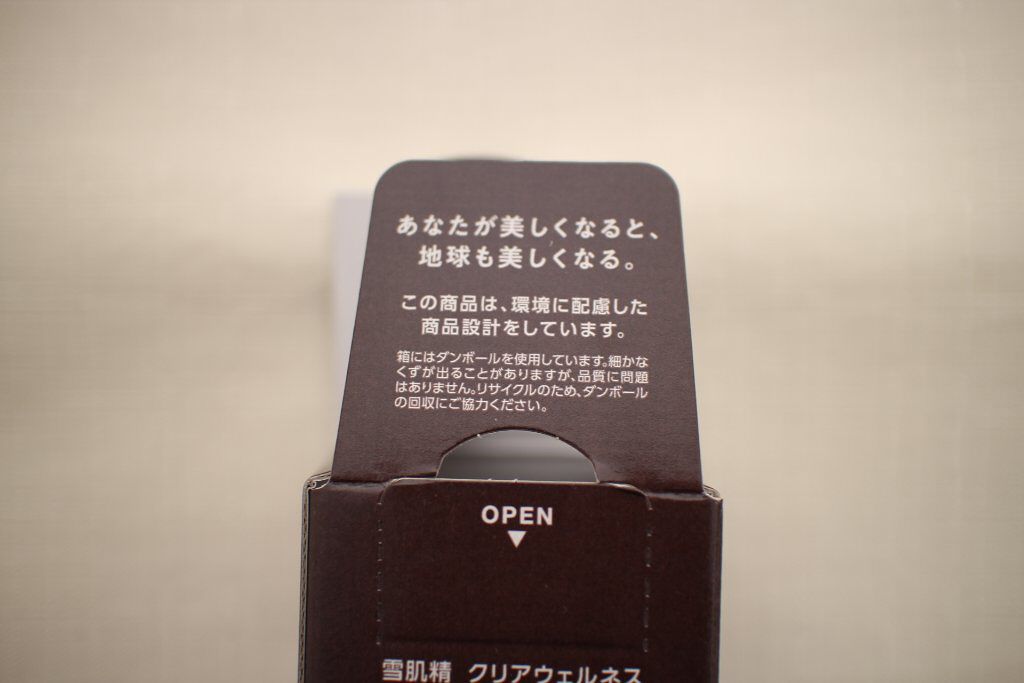 あなたが美しくなると、
地球も美しくなる。
この商品は、環境に配慮した
商品設計をしています。
箱にはダンボールを使用しています。細かな
くずが出ることがありますが、品質に問題
はありません。リサイクルのため、ダンボール
の回収にご協力ください。
OPEN
雪肌精 クリアウェルネス